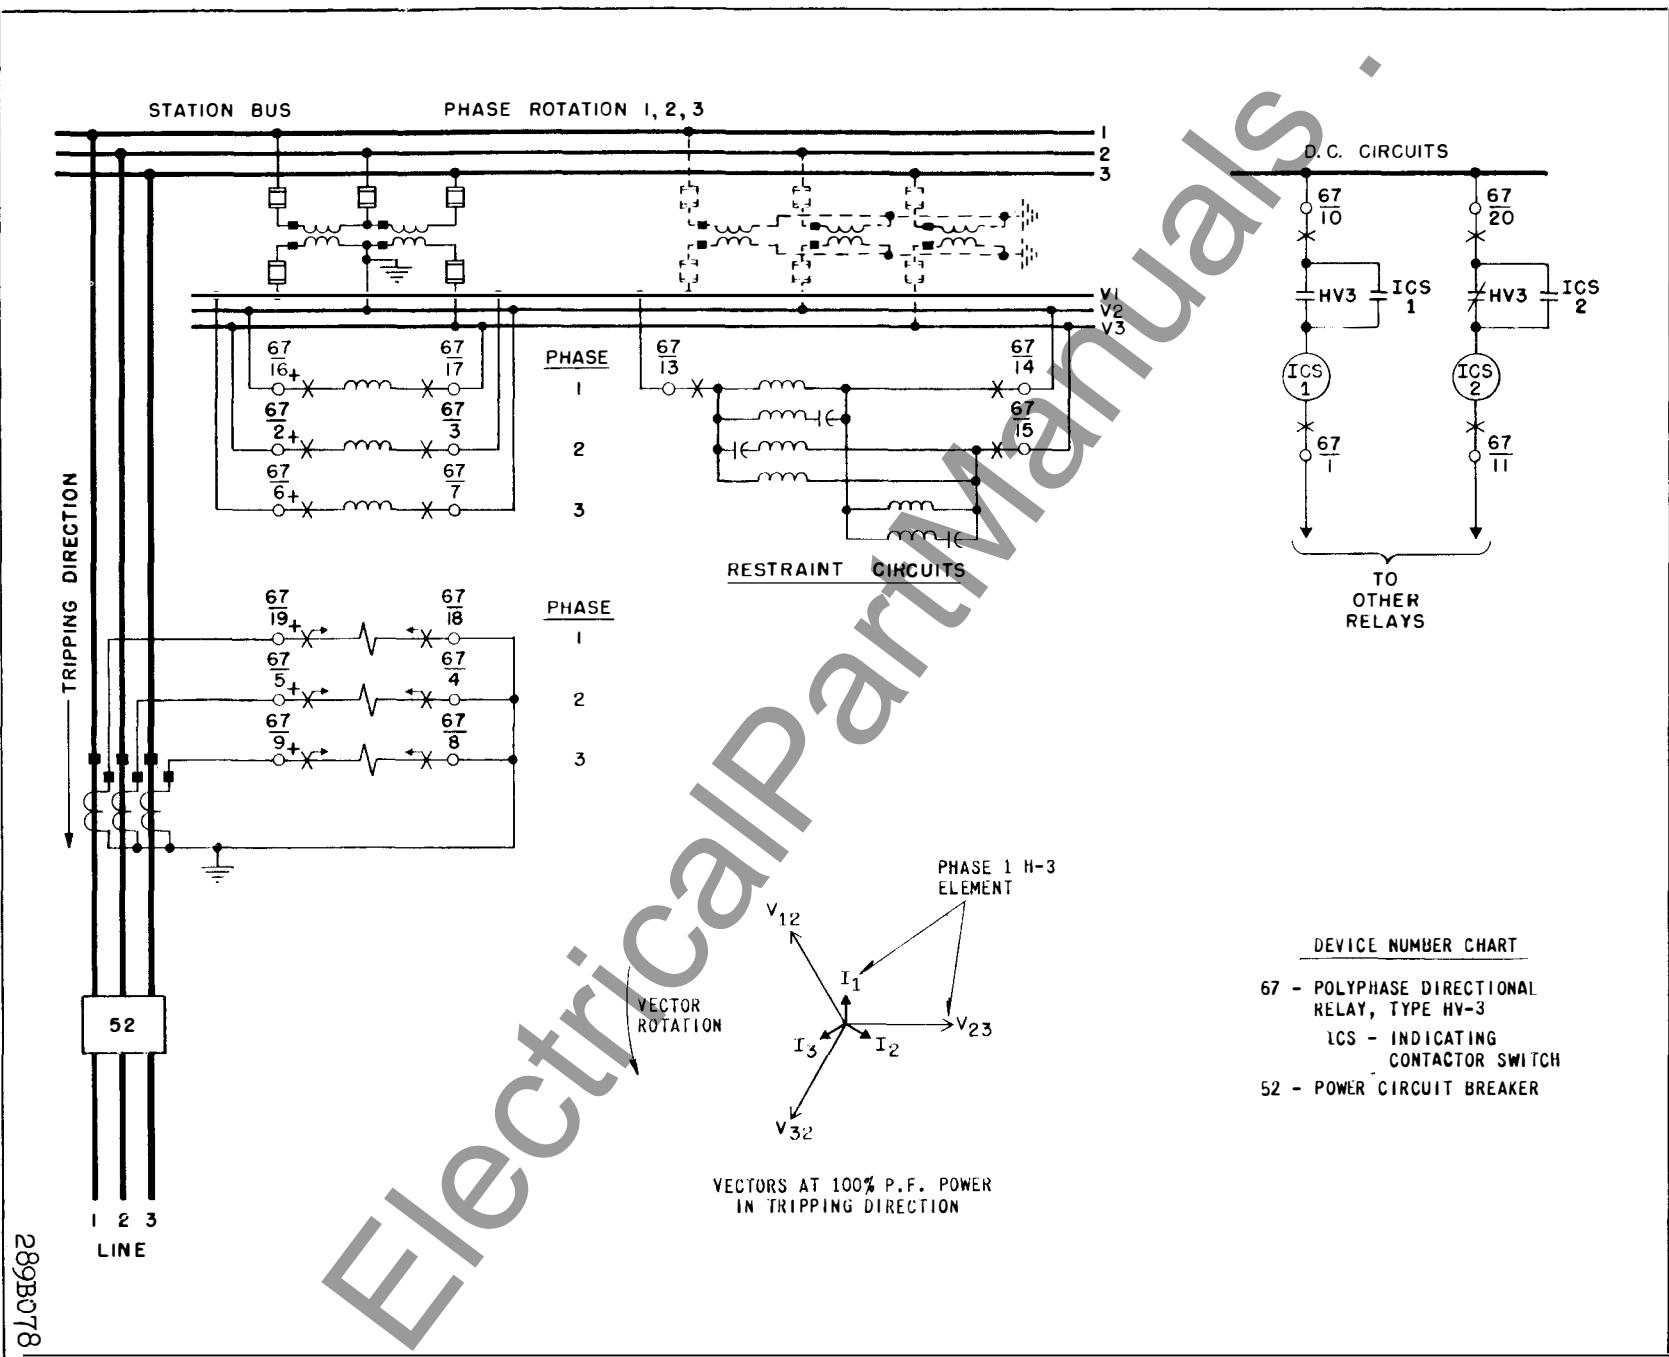 STATION BUS
PHASE ROTATION 1, 2, 3
1
2
3
D. C. CIRCUITS
67
10
67
20
HV3
ICS
1
HV3
ICS
2
V1
V2
V3
67
16
+
67
17
PHASE
1
67
13
67
14
ICS
1
ICS
2
67
2
+
67
3
2
67
15
67
1
67
11
67
6
+
67
7
3
RESTRAINT CIRCUITS
TO
OTHER
RELAYS
TRIPPING DIRECTION
67
19
+
67
18
PHASE
1
67
5
+
67
4
2
67
9
+
67
8
3
PHASE 1 H-3
ELEMENT
V12
I1
V23
I3
I2
V32
VECTOR
ROTATION
VECTORS AT 100% P.F. POWER
IN TRIPPING DIRECTION
DEVICE NUMBER CHART
67 - POLYPHASE DIRECTIONAL
RELAY, TYPE HV-3
ICS - INDICATING
CONTACTOR SWITCH
52 - POWER CIRCUIT BREAKER
52
1 2 3
LINE
289B078
ElectricalPartManuals .